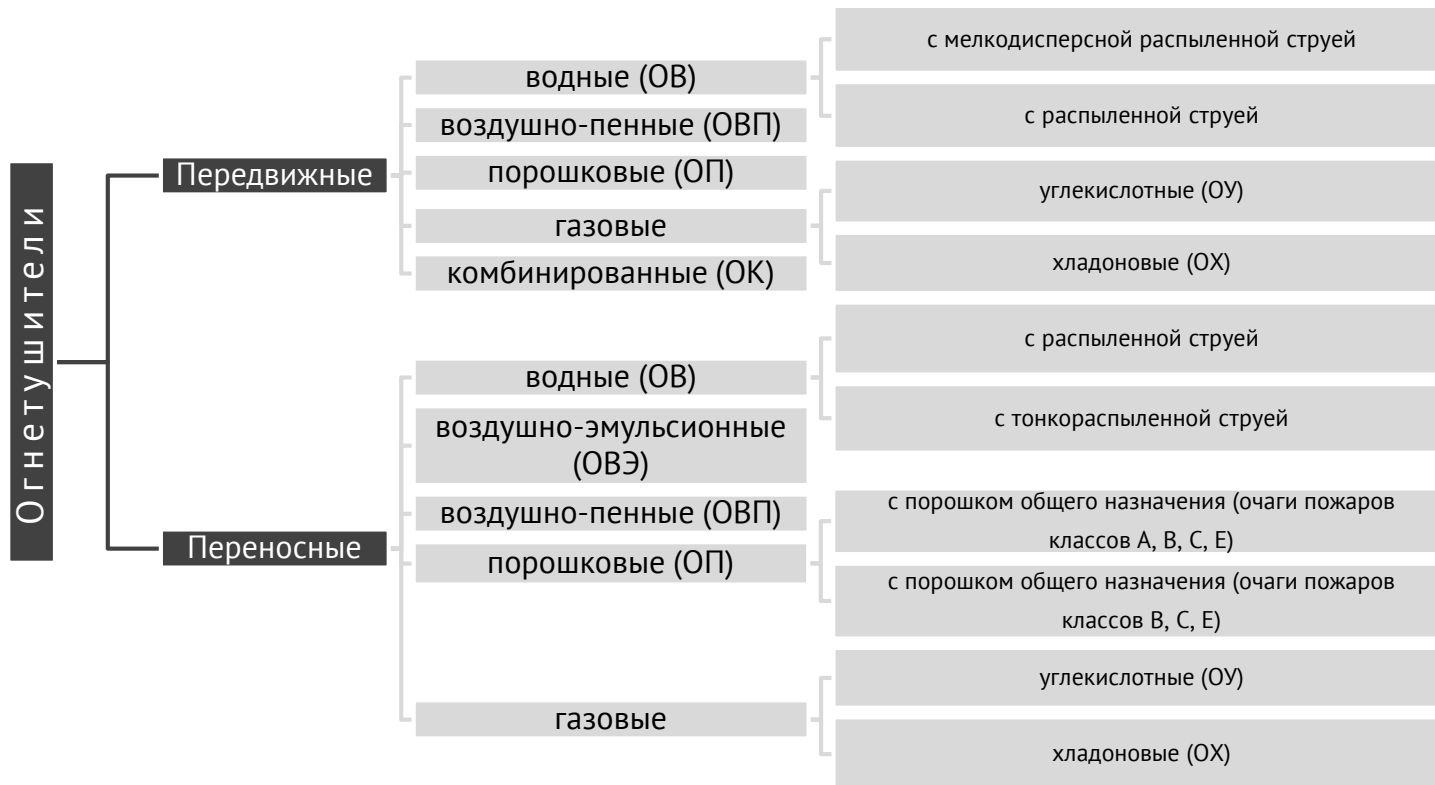 Огнетушители
Передвижные
водные (ОВ)
с мелкодисперсной распыленной струей
с распыленной струей
воздушно-пенные (ОВП)
порошковые (ОП)
газовые
углекислотные (ОУ)
хладоновые (ОХ)
комбинированные (ОК)
Переносные
водные (ОВ)
с распыленной струей
с тонкораспыленной струей
воздушно-эмульсионные
(ОВЭ)
воздушно-пенные (ОВП)
порошковые (ОП)
с порошком общего назначения (очаги пожаров
классов А, В, С, Е)
с порошком общего назначения (очаги пожаров
классов В, С, Е)
газовые
углекислотные (ОУ)
хладоновые (ОХ)